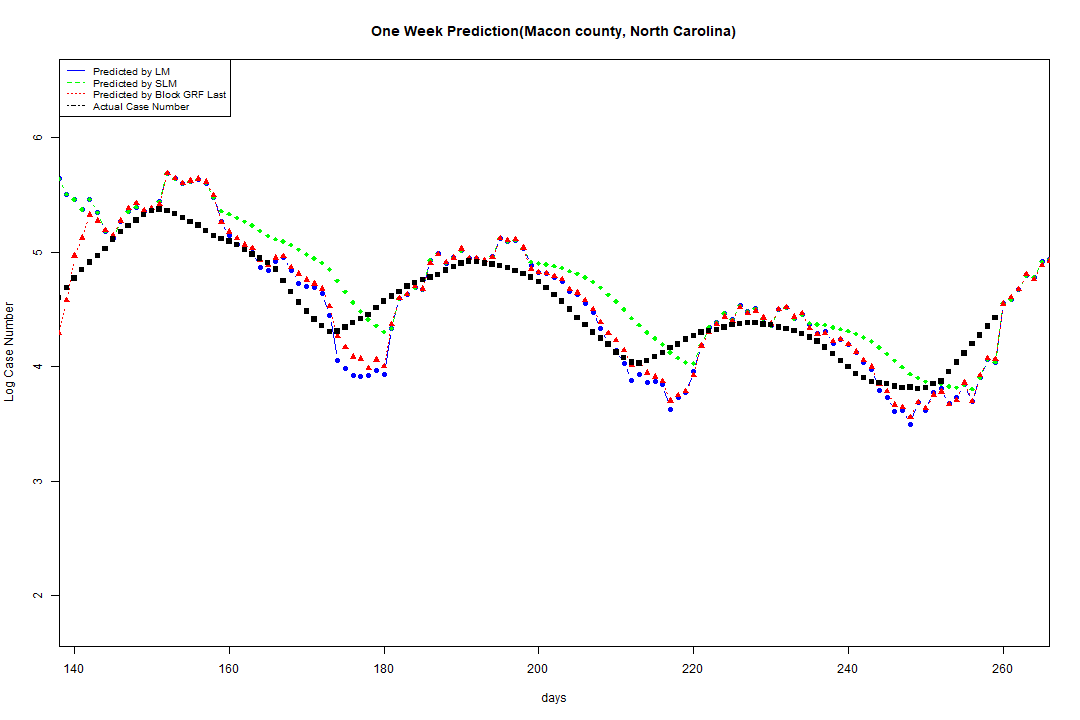 One Week Prediction(Macon county, North Carolina)
Predicted by LM
Predicted by SLM
Predicted by Block GRF Last
Actual Case Number
6
5
4
3
2
Log Case Number
140 160 180 200 220 240 260
days